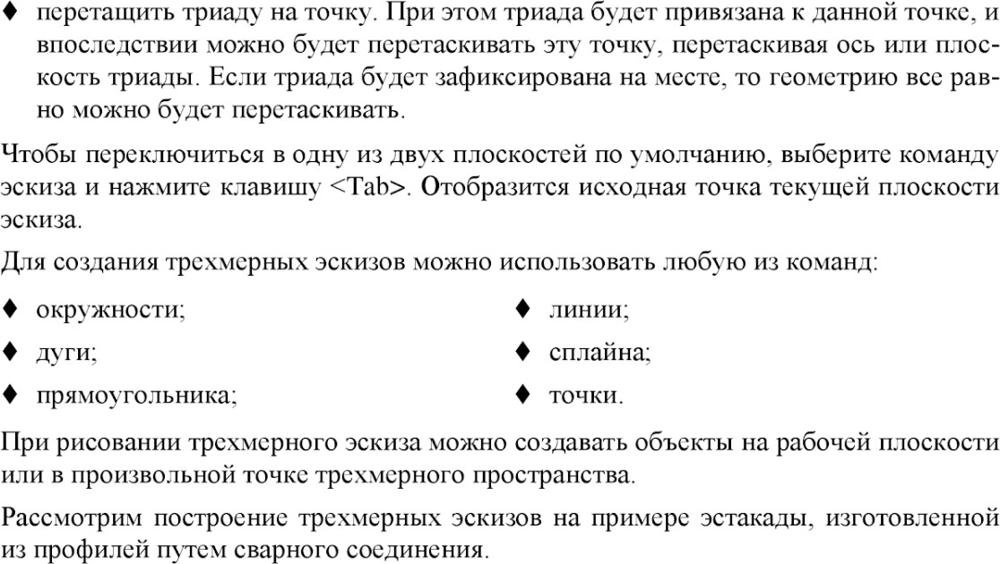 ♦ перетащить триаду на точку. При этом триада будет привязана к данной точке, и
впоследствии можно будет перетаскивать эту точку, перетаскивая ось или плос-
кость триады. Если триада будет зафиксирована на месте, то геометрию все рав-
но можно будет перетаскивать.
Чтобы переключиться в одну из двух плоскостей по умолчанию, выберите команду
эскиза и нажмите клавишу <Tab>. Отобразится исходная точка текущей плоскости
эскиза.
Для создания трехмерных эскизов можно использовать любую из команд:
♦ окружности;
♦ дуги;
♦ прямоугольника;
♦ линии;
♦ сплайна;
♦ точки.
При рисовании трехмерного эскиза можно создавать объекты на рабочей плоскости
или в произвольной точке трехмерного пространства.
Рассмотрим построение трехмерных эскизов на примере эстакады, изготовленной
из профилей путем сварного соединения.